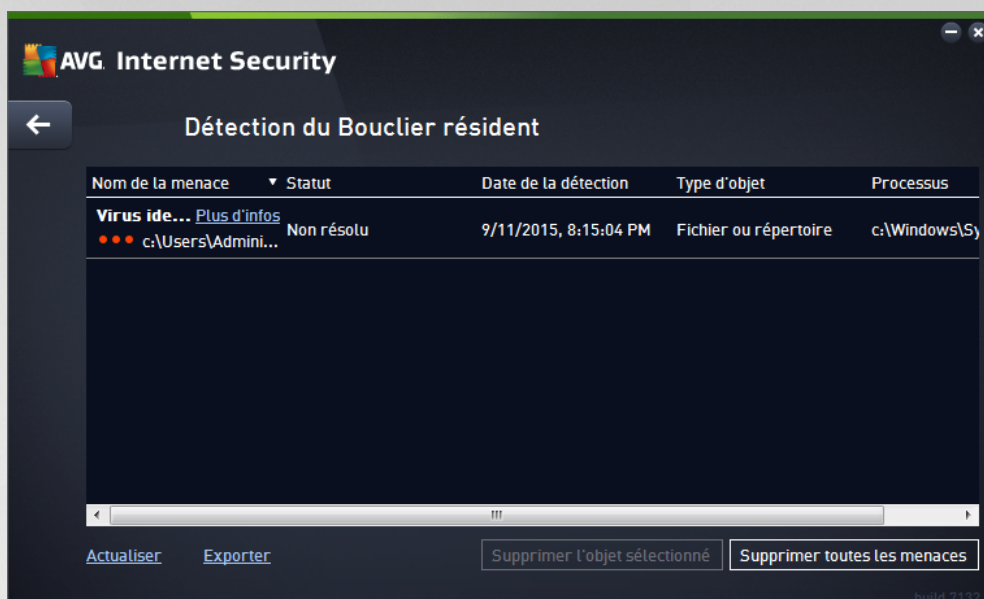 AVG. Internet Security
Détection du Bouclier résident
Nom de la menace Statut Date de la détection Type d'objet Processus
Virus ide... Plus d'infos
Non résolu 9/11/2015, 8:15:04 PM Fichier ou répertoire c:\Windows\Sy
c:\Users\Admini...
Actualiser Exporter Supprimer l'objet sélectionné Supprimer toutes les menaces
build 7132